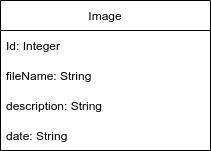 Image
Id: Integer
fileName: String
description: String
date: String